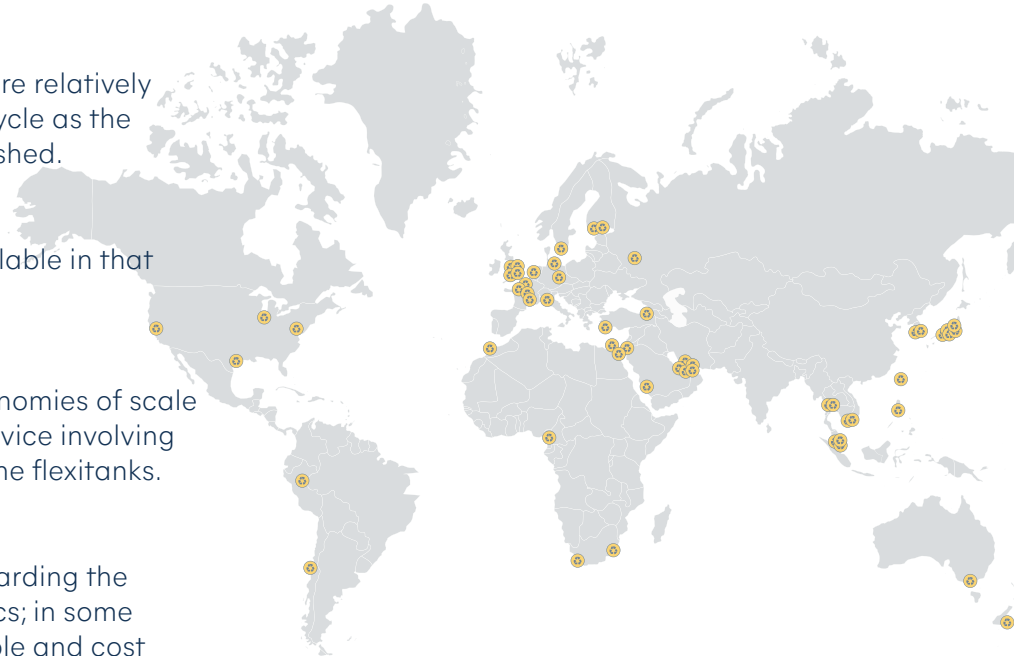 re relatively
ycle as the
shed.
lable in that
nomies of scale
vice involving
ne flexitanks.
arding the
cs; in some
ble and cost